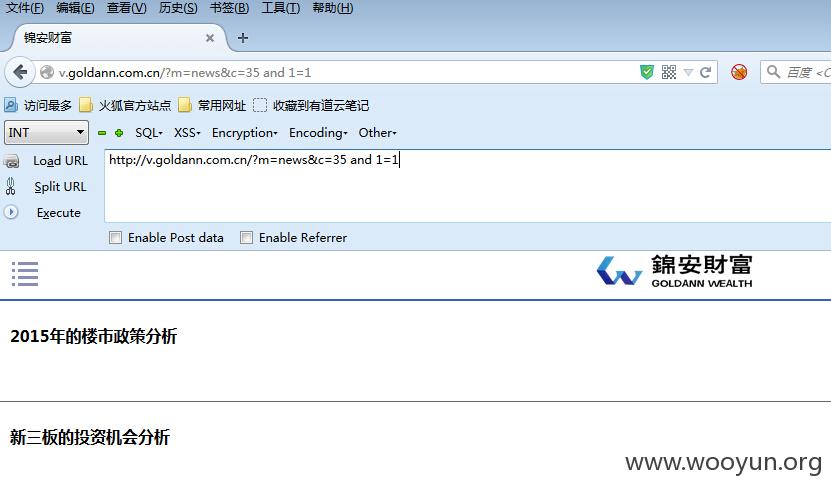 文件(F) 编辑(E) 查看(V) 历史(S) 书签(B) 工具(T) 帮助(H)
锦安财富
v.goldann.com.cn/?m=news&c=35 and 1=1
百度 <C
访问最多 火狐官方站点 常用网址 收藏到有道云笔记
INT SQL XSS Encryption Encoding Other
Load URL http://v.goldann.com.cn/?m=news&c=35 and 1=1
Split URL
Execute
Enable Post data Enable Referrer
錦安財富
GOLDANN WEALTH
2015年的楼市政策分析
新三板的投资机会分析
www.wooyun.org